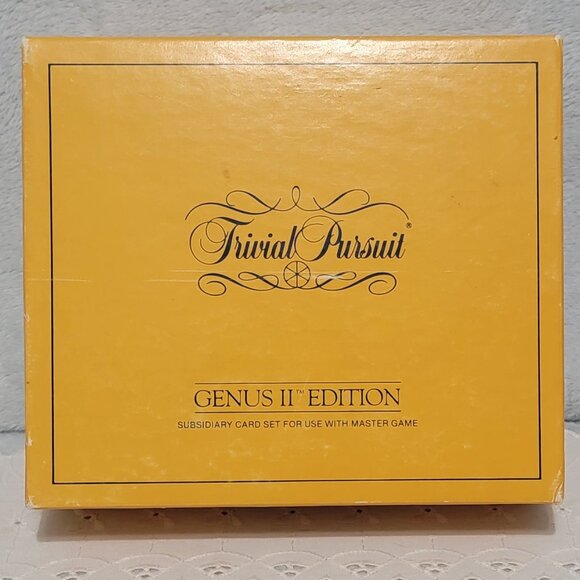 Trivial Pursuit®
GENUS II™ EDITION
SUBSIDIARY CARD SET FOR USE WITH MASTER GAME